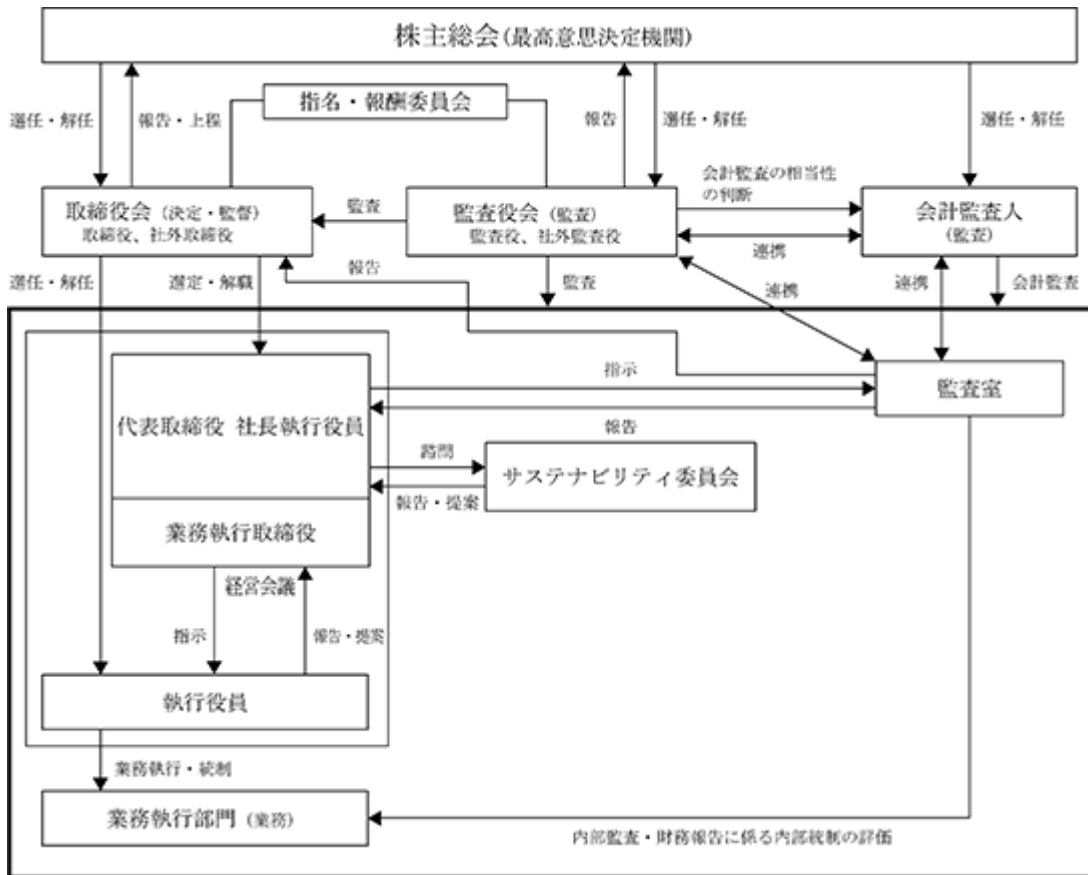 株主総会(最高意思決定機関)
指名・報酬委員会
選任・解任
報告・上程
報告
選任・解任
選任・解任
会計監査の相当性
の判断
取締役会(決定・監督)
取締役、社外取締役
監査
監査役会(監査)
監査役、社外監査役
会計監査人
(監査)
連携
選任・解任
選定・解職
報告
監査
連携
連携
会計監査
代表取締役 社長執行役員
指示
監査室
報告
諮問
サステナビリティ委員会
報告・提案
業務執行取締役
経営会議
指示
報告・提案
執行役員
業務執行・統制
業務執行部門(業務)
内部監査・財務報告に係る内部統制の評価